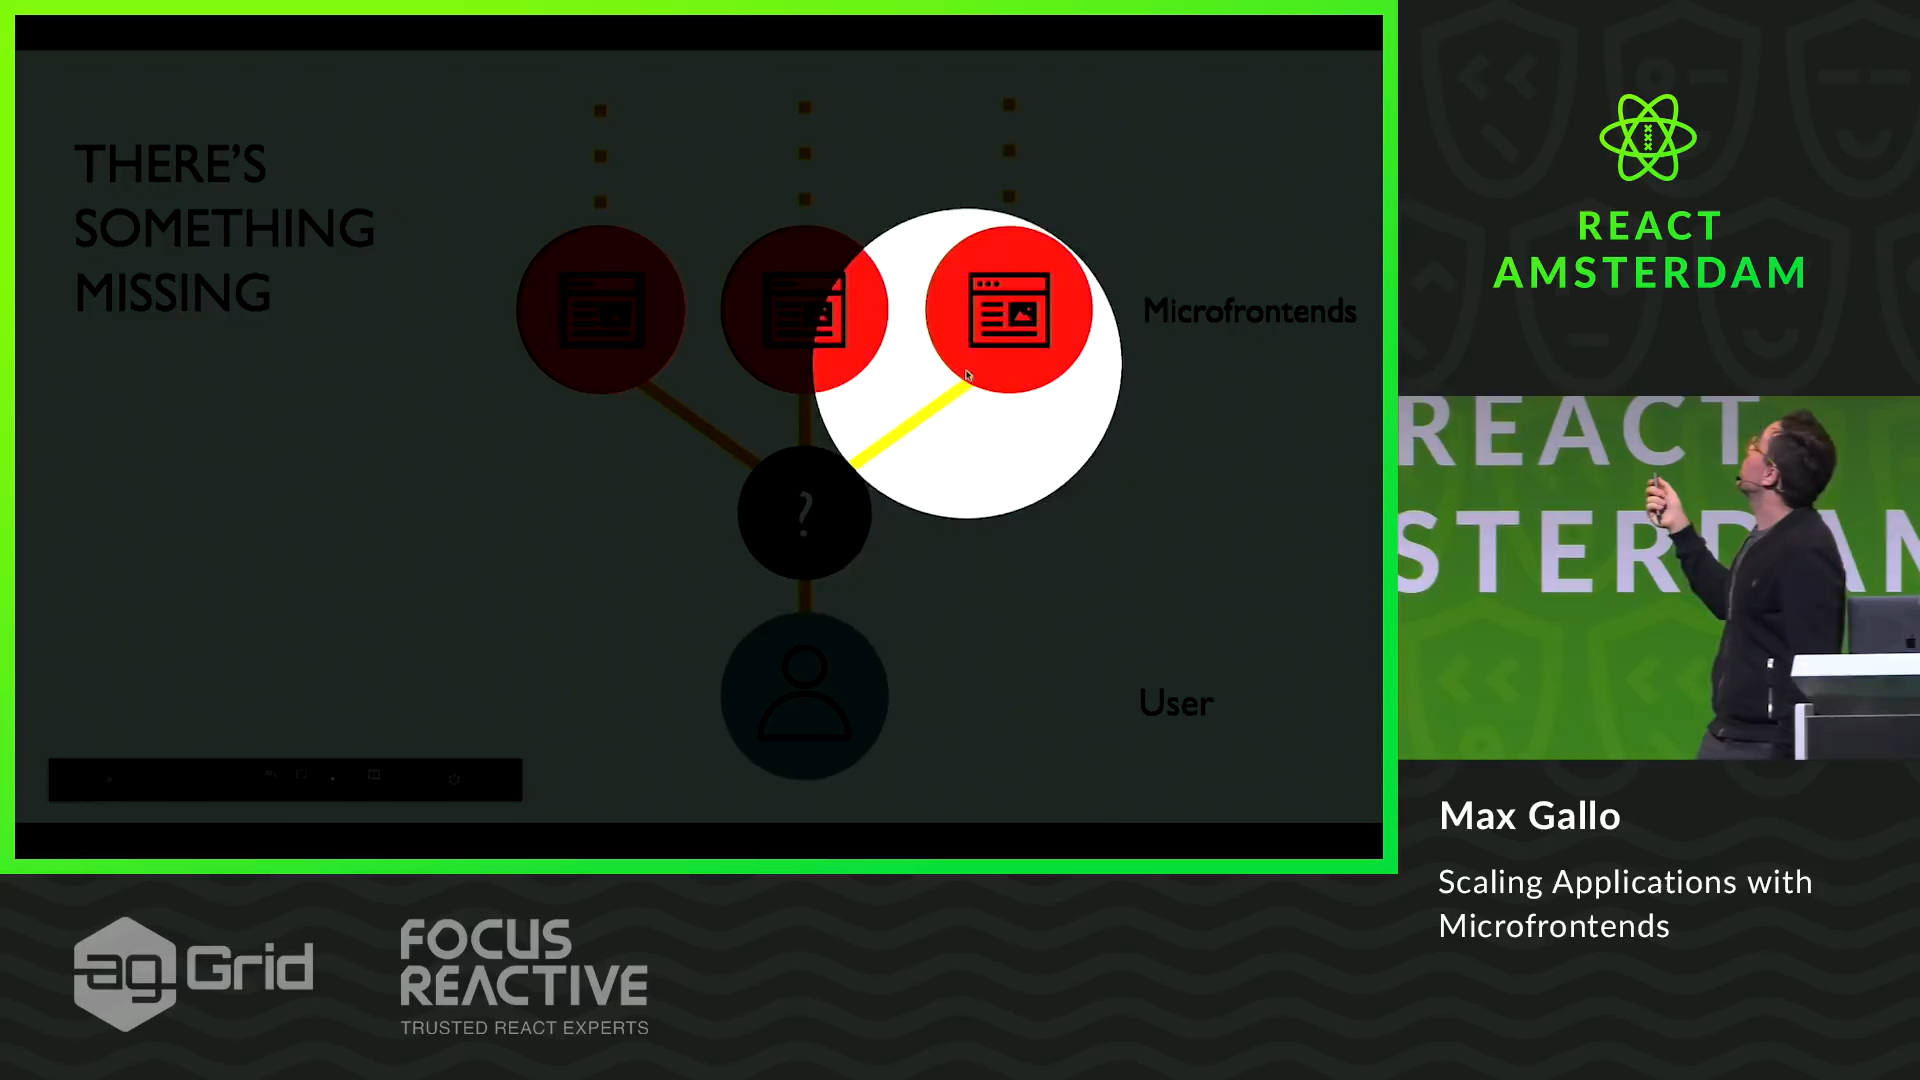 THERE'S
SOMETHING
MISSING
Microfrontends
?
User
REACT
AMSTERDAM
REACT
STERDAM
Max Gallo
Scaling Applications with
Microfrontends
ag Grid
FOCUS
REACTIVE
TRUSTED REACT EXPERTS